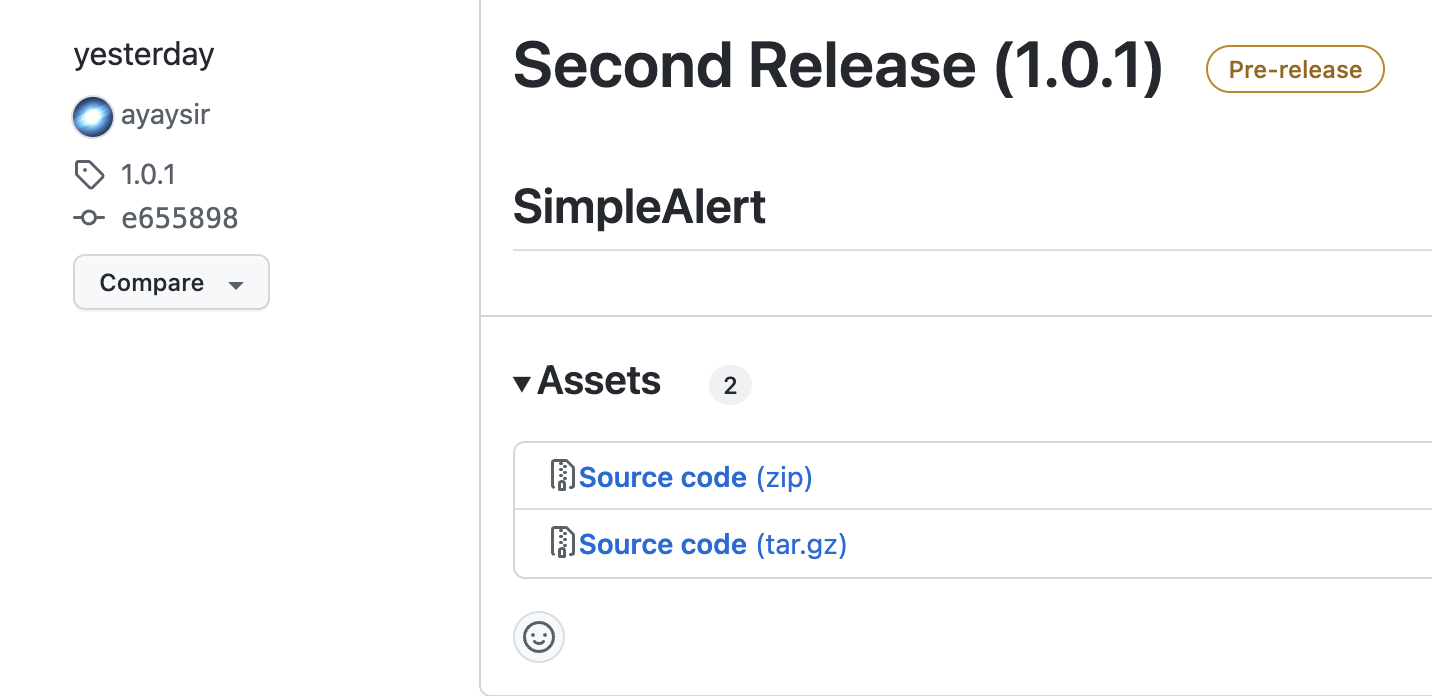 yesterday
ayaysir
1.0.1
e655898
Compare
Second Release (1.0.1)
Pre-release
SimpleAlert
Assets
2
Source code (zip)
Source code (tar.gz)